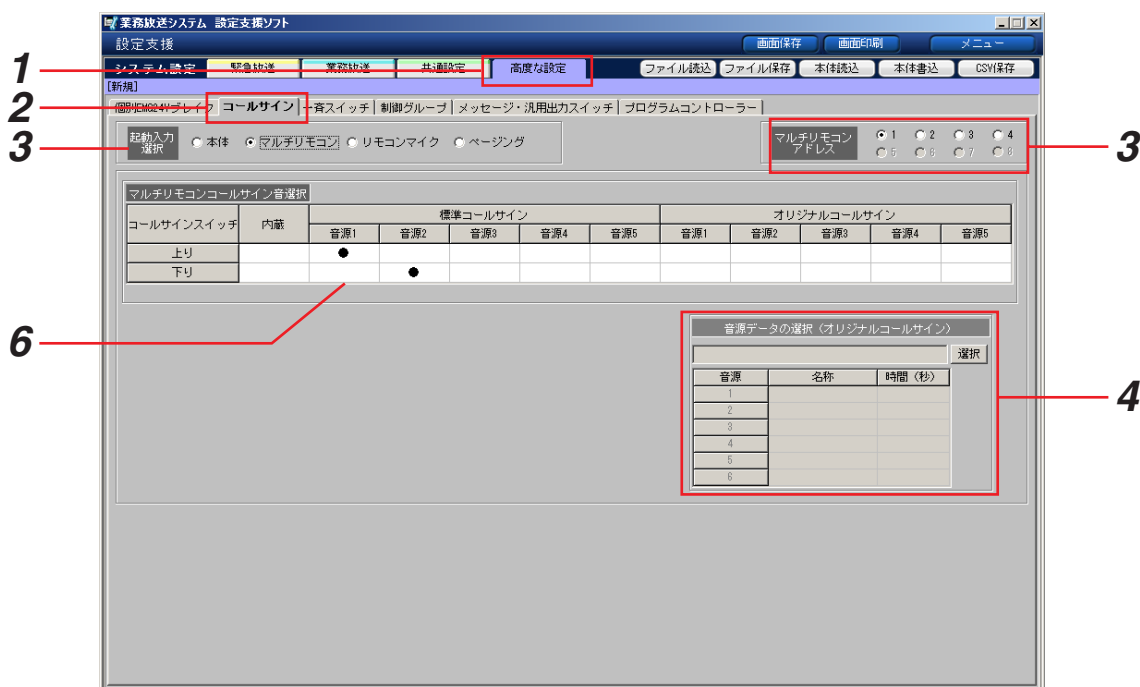 業務放送システム 設定支援ソフト
設定支援 画面保存 画面印刷 メニュー
1
システム設定 緊急放送 業務放送 共通設定 高度な設定 ファイル読込 ファイル保存 本体読込 本体書込 CSV保存
[新規]
2
個別EMG24Vブレイク コールサイン 一斉スイッチ 制御グループ メッセージ・汎用出力スイッチ プログラムコントローラー
3
起動入力選択 本体 マルチリモコン リモコンマイク ページング
マルチリモコンアドレス 1 2 3 4
5 6 7 8
3
マルチリモコンコールサイン音選択
コールサインスイッチ 内蔵 標準コールサイン オリジナルコールサイン
音源1 音源2 音源3 音源4 音源5 音源1 音源2 音源3 音源4 音源5
上り ●
下り ●
6
音源データの選択（オリジナルコールサイン）
選択
音源 名称 時間（秒）
1
2
3
4
5
6
4